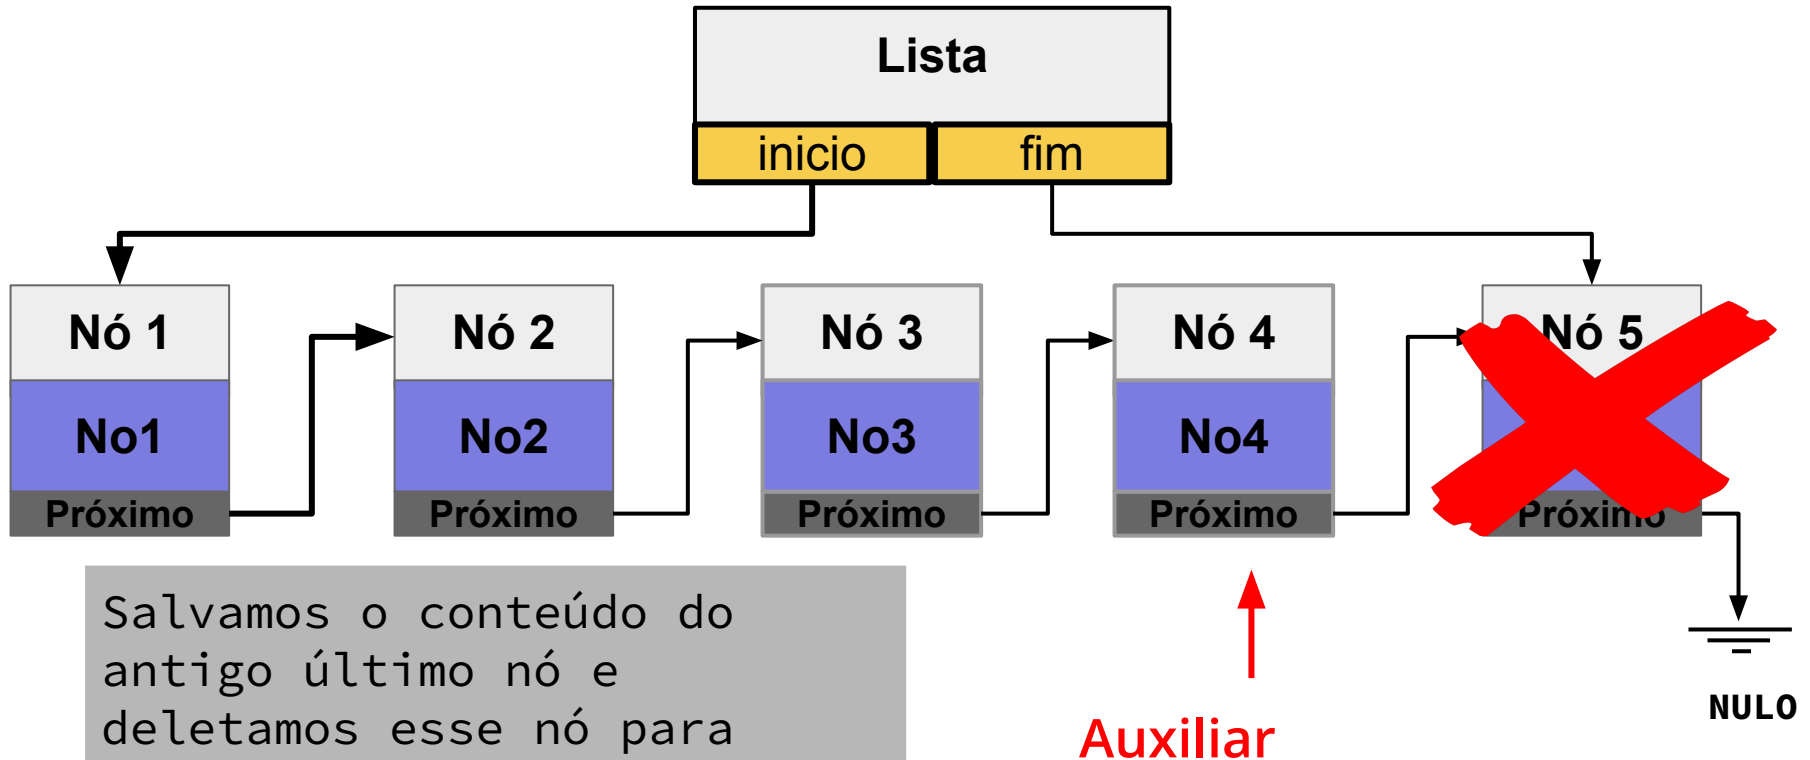 Lista
inicio fim
Nó 1 Nó 2 Nó 3 Nó 4 Nó 5
No1 No2 No3 No4
Próximo Próximo Próximo Próximo Próximo
Salvamos o conteúdo do
antigo último nó e
deletamos esse nó para
Auxiliar
NULO